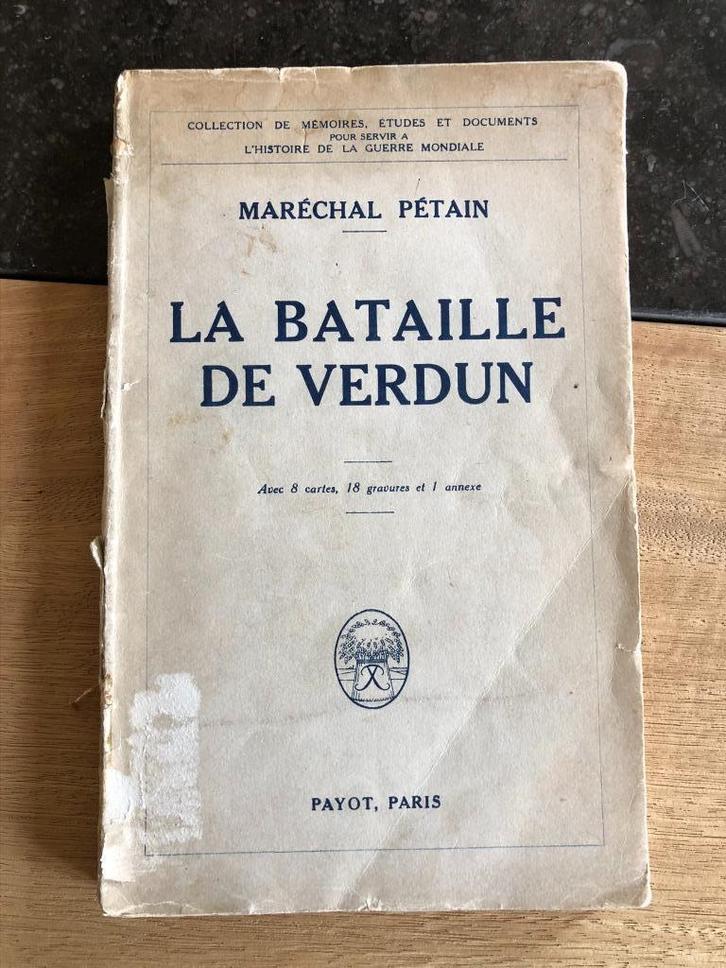 COLLECTION DE MÉMOIRES, ÉTUDES ET DOCUMENTS
POUR SERVIR A
L'HISTOIRE DE LA GUERRE MONDIALE
MARÉCHAL PÉTAIN
LA BATAILLE
DE VERDUN
Avec 8 cartes, 18 gravures et 1 annexe
PAYOT, PARIS